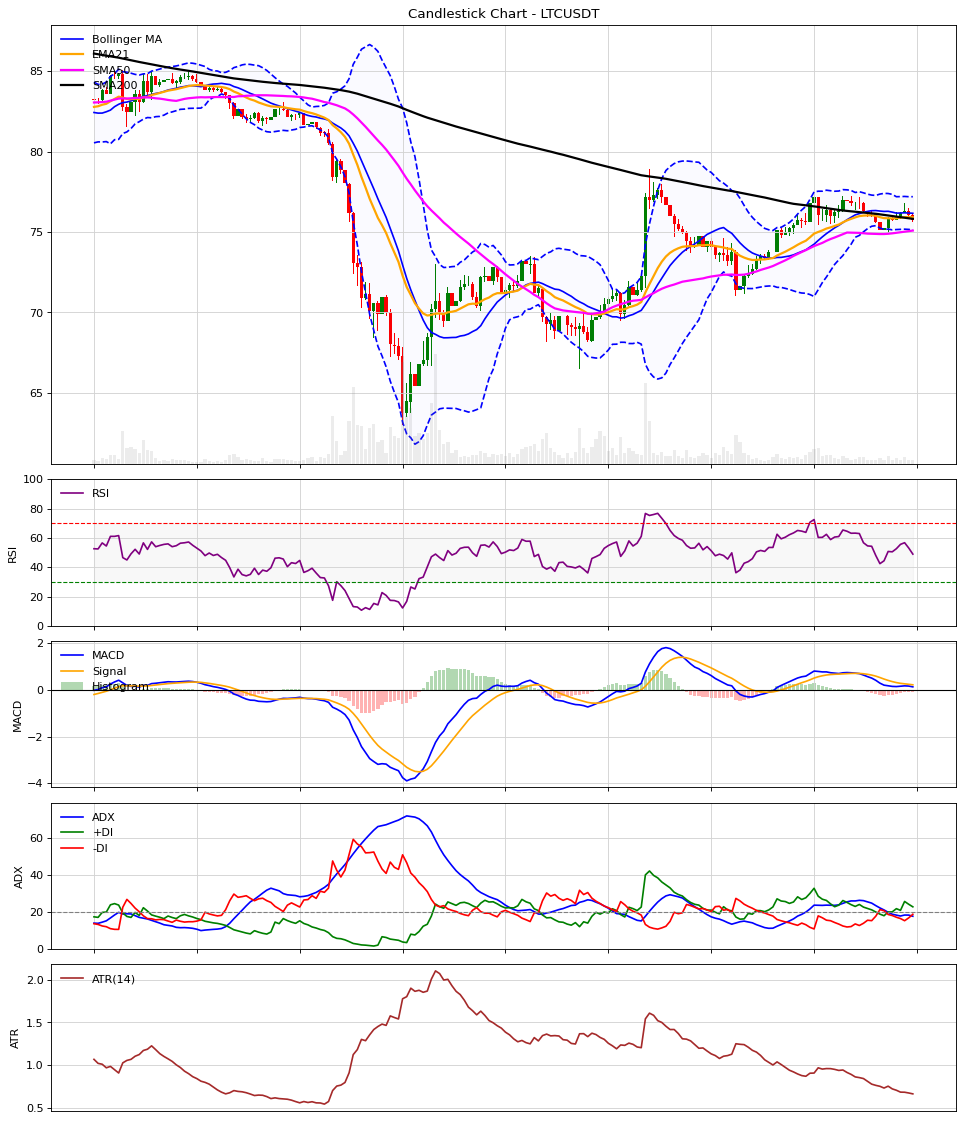 Candlestick Chart - LTCUSDT
Bollinger MA
EMA21
SMA50
SMA200
85
80
75
70
65
RSI
100
80
60
40
20
0
RSI
MACD
Signal
Histogram
2
0
−2
−4
MACD
ADX
+DI
-DI
60
40
20
0
ADX
ATR(14)
2.0
1.5
1.0
0.5
ATR